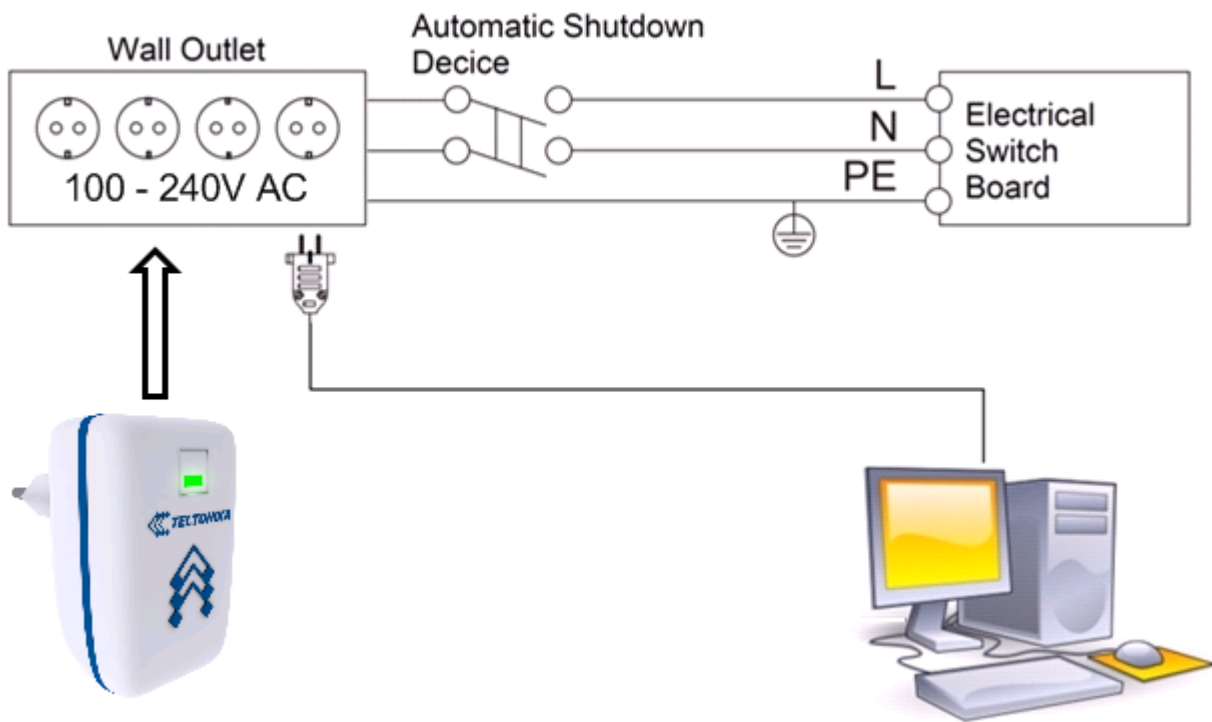 Wall Outlet
Automatic Shutdown
Decice
100 - 240V AC
L
N
PE
Electrical
Switch
Board
TELTONIKA